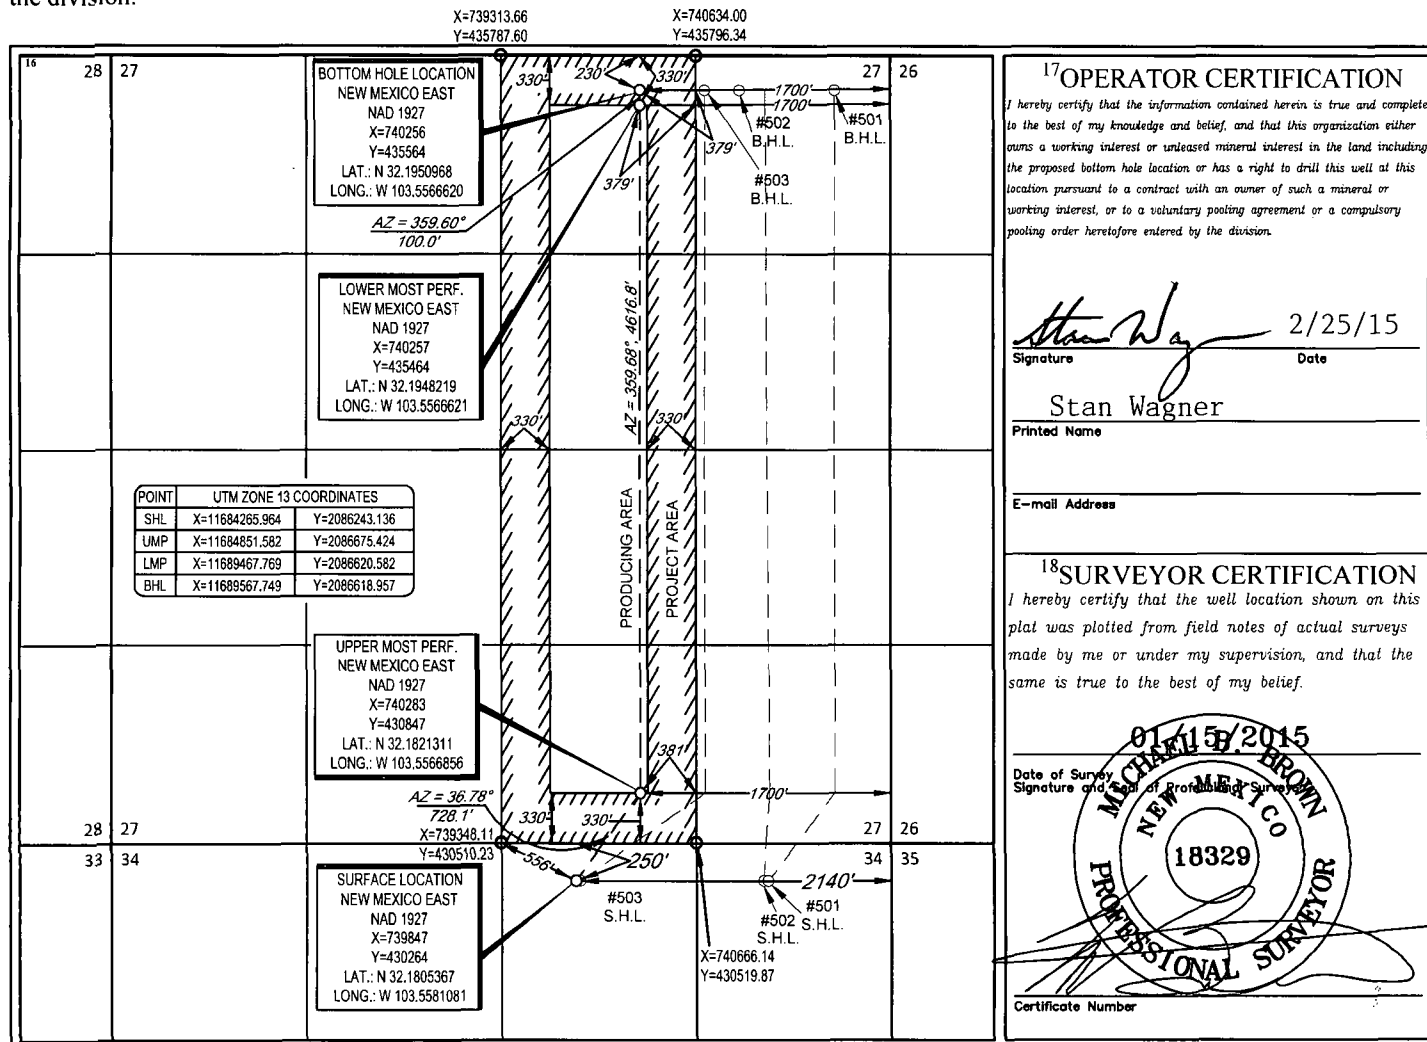 the division.
X=739313.66
Y=435787.60
X=740634.00
Y=435796.34
16
28 27
27 26
BOTTOM HOLE LOCATION
NEW MEXICO EAST
NAD 1927
X=740256
Y=435564
LAT.: N 32.1950968
LONG.: W 103.5566620
330'
230'
330'
1700'
1700'
#502
B.H.L.
#501
B.H.L.
379'
379'
#503
B.H.L.
AZ = 359.60°
100.0'
LOWER MOST PERF.
NEW MEXICO EAST
NAD 1927
X=740257
Y=435464
LAT.: N 32.1948219
LONG.: W 103.5566621
AZ = 359.68°, 4616.8'
330'
330'
POINT UTM ZONE 13 COORDINATES
SHL X=11684265.964 Y=2086243.136
UMP X=11684851.582 Y=2086675.424
LMP X=11689467.769 Y=2086620.582
BHL X=11689567.749 Y=2086618.957
PRODUCING AREA
PROJECT AREA
UPPER MOST PERF.
NEW MEXICO EAST
NAD 1927
X=740283
Y=430847
LAT.: N 32.1821311
LONG.: W 103.5566856
381'
1700'
AZ = 36.78°
728.1'
330'
330'
X=739348.11
Y=430510.23
28 27
33 34
27 26
34 35
556'
250'
2140'
SURFACE LOCATION
NEW MEXICO EAST
NAD 1927
X=739847
Y=430264
LAT.: N 32.1805367
LONG.: W 103.5581081
#503
S.H.L.
#502
S.H.L.
#501
S.H.L.
X=740666.14
Y=430519.87
17 OPERATOR CERTIFICATION
I hereby certify that the information contained herein is true and complete
to the best of my knowledge and belief, and that this organization either
owns a working interest or unleased mineral interest in the land including
the proposed bottom hole location or has a right to drill this well at this
location pursuant to a contract with an owner of such a mineral or
working interest, or to a voluntary pooling agreement or a compulsory
pooling order heretofore entered by the division.
Stan Wag
2/25/15
Signature Date
Stan Wagner
Printed Name
E-mail Address
18 SURVEYOR CERTIFICATION
I hereby certify that the well location shown on this
plat was plotted from field notes of actual surveys
made by me or under my supervision, and that the
same is true to the best of my belief.
01/15/2015
Date of Survey
Signature and Seal of Professional Surveyor
MICHAEL B. BROWN
NEW MEXICO
18329
PROFESSIONAL SURVEYOR
Certificate Number